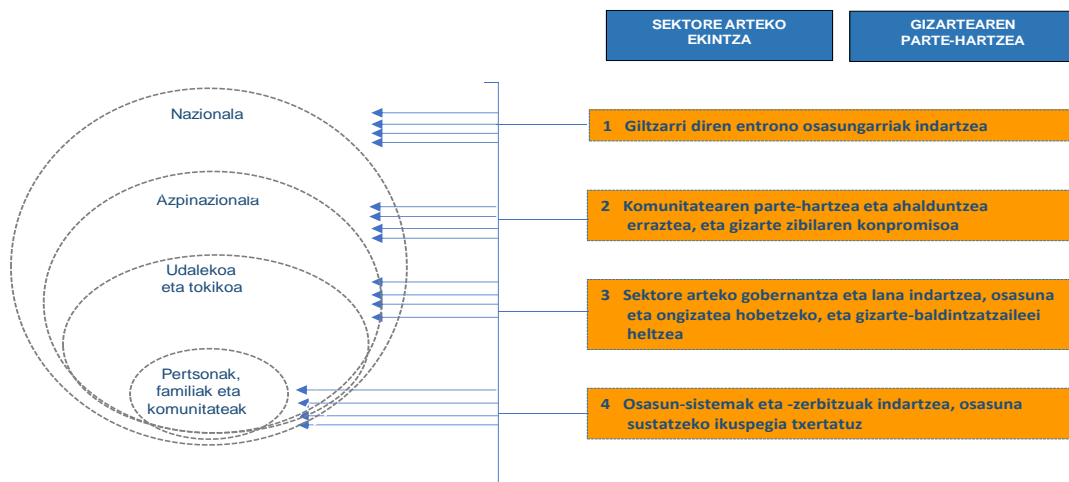 SEKTORE ARTEKO
EKINTZA
GIZARTEAREN
PARTE-HARTZEA
Nazionala
Azpinazionala
Udalekoa
eta tokikoa
Pertsonak,
familiak eta
komunitateak
1 Giltzarri diren entrono osasungarriak indartzea
2 Komunitatearen parte-hartzea eta ahalduntzea
erraztea, eta gizarte zibilaren konpromisoa
3 Sektore arteko gobernantza eta lana indartzea, osasuna
eta ongizatea hobetzeko, eta gizarte-baldintzatzaileei
heltzea
4 Osasun-sistemak eta -zerbitzuak indartzea, osasuna
sustatzeko ikuspegia txertatuz